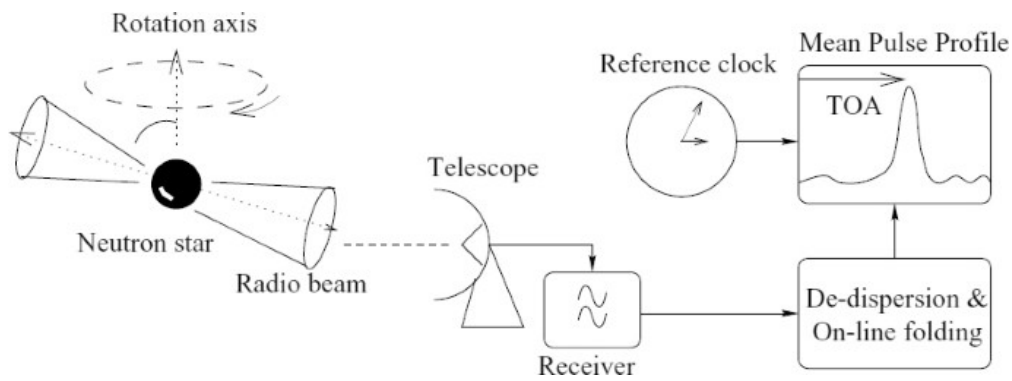 Rotation axis
Neutron star
Radio beam
Telescope
Receiver
Reference clock
Mean Pulse Profile
TOA
De-dispersion &
On-line folding